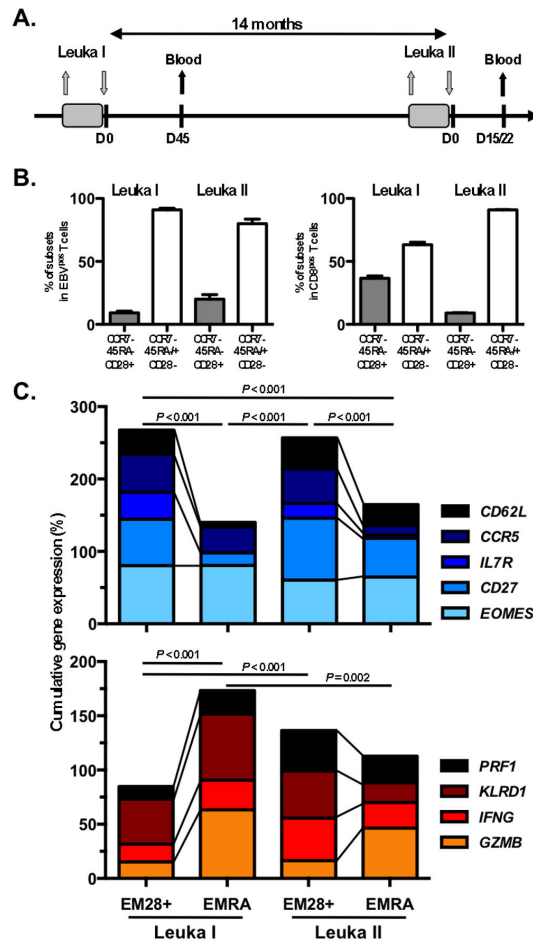 A.
14 months
Leuka I
Blood
Leuka II
Blood
D0
D45
D0
D15/22
B.
Leuka I Leuka II
% of subsets
in EBVpos T cells
100
50
0
CCR7-
45RA-
CD28+
CCR7-
45RA-/+
CD28-
CCR7-
45RA-
CD28+
CCR7-
45RA-/+
CD28-
Leuka I Leuka II
% of subsets
in CD8pos T cells
100
50
0
CCR7-
45RA-
CD28+
CCR7-
45RA-/+
CD28-
CCR7-
45RA-
CD28+
CCR7-
45RA-/+
CD28-
C.
P < 0.001
P < 0.001 P < 0.001 P < 0.001
300
200
100
0
CD62L
CCR5
IL7R
CD27
EOMES
Cumulative gene expression (%)
P < 0.001
P < 0.001
P = 0.002
200
150
100
50
0
PRF1
KLRD1
IFNG
GZMB
EM28+ EMRA EM28+ EMRA
Leuka I Leuka II